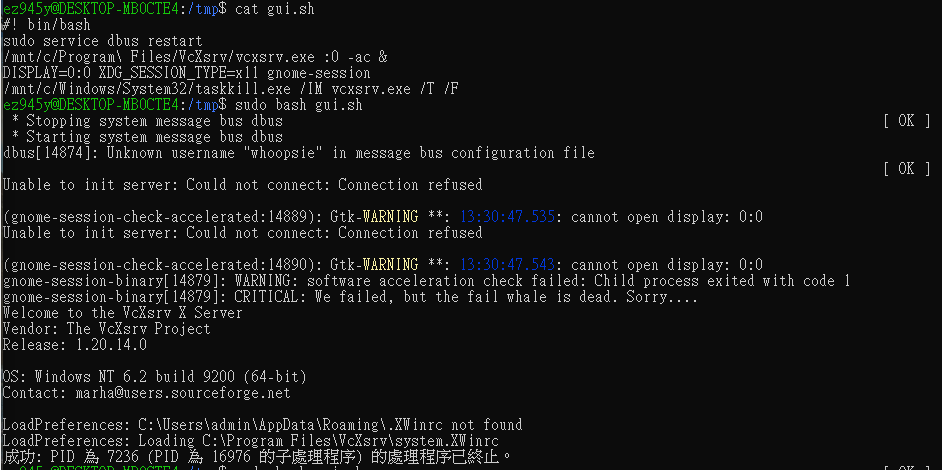 ez945y@DESKTOP-MBOCTE4:/tmp$ cat gui.sh
#! bin/bash
sudo service dbus restart
/mnt/c/Program\ Files/VcXsrv/vcxsrv.exe :0 -ac &
DISPLAY=0:0 XDG_SESSION_TYPE=x11 gnome-session
/mnt/c/Windows/System32/taskkill.exe /IM vcxsrv.exe /T /F
ez945y@DESKTOP-MBOCTE4:/tmp$ sudo bash gui.sh
* Stopping system message bus dbus [ OK ]
* Starting system message bus dbus
dbus[14874]: Unknown username "whoopsie" in message bus configuration file
[ OK ]
Unable to init server: Could not connect: Connection refused
(gnome-session-check-accelerated:14889): Gtk-WARNING **: 13:30:47.535: cannot open display: 0:0
Unable to init server: Could not connect: Connection refused
(gnome-session-check-accelerated:14890): Gtk-WARNING **: 13:30:47.543: cannot open display: 0:0
gnome-session-binary[14879]: WARNING: software acceleration check failed: Child process exited with code 1
gnome-session-binary[14879]: CRITICAL: We failed, but the fail whale is dead. Sorry....
Welcome to the VcXsrv X Server
Vendor: The VcXsrv Project
Release: 1.20.14.0
OS: Windows NT 6.2 build 9200 (64-bit)
Contact: marha@users.sourceforge.net
LoadPreferences: C:\Users\admin\AppData\Roaming\.XWinrc not found
LoadPreferences: Loading C:\Program Files\VcXsrv\system.XWinrc
成功: PID 為 7236 (PID 為 16976 的子處理程序) 的處理程序已終止。